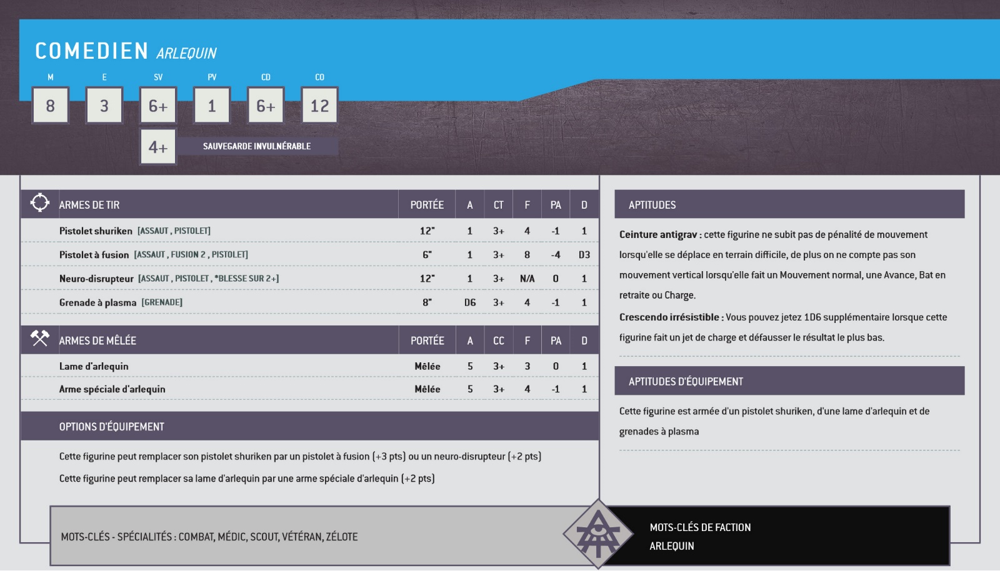 COMEDIEN ARLEQUIN
M E SV PV CD CO
8 3 6+ 1 6+ 12
4+ SAUVEGARDE INVULNÉRABLE
ARMES DE TIR PORTÉE A CT F PA D
Pistolet shuriken [ASSAUT , PISTOLET] 12" 1 3+ 4 -1 1
Pistolet à fusion [ASSAUT , FUSION 2 , PISTOLET] 6" 1 3+ 8 -4 D3
Neuro-disrupteur [ASSAUT , PISTOLET , *BLESSE SUR 2+] 12" 1 3+ N/A 0 1
Grenade à plasma [GRENADE] 8" D6 3+ 4 -1 1
ARMES DE MÊLÉE PORTÉE A CC F PA D
Lame d'arlequin Mêlée 5 3+ 3 0 1
Arme spéciale d'arlequin Mêlée 5 3+ 4 -1 1
OPTIONS D'ÉQUIPEMENT
Cette figurine peut remplacer son pistolet shuriken par un pistolet à fusion (+3 pts) ou un neuro-disrupteur (+2 pts)
Cette figurine peut remplacer sa lame d'arlequin par une arme spéciale d'arlequin (+2 pts)
APTITUDES
Ceinture antigrav : cette figurine ne subit pas de pénalité de mouvement
lorsqu'elle se déplace en terrain difficile, de plus on ne compte pas son
mouvement vertical lorsqu'elle fait un Mouvement normal, une Avance, Bat en
retraite ou Charge.
Crescendo irrésistible : Vous pouvez jetez 1D6 supplémentaire lorsque cette
figurine fait un jet de charge et défausser le résultat le plus bas.
APTITUDES D'ÉQUIPEMENT
Cette figurine est armée d'un pistolet shuriken, d'une lame d'arlequin et de
grenades à plasma
MOTS-CLÉS - SPÉCIALITÉS : COMBAT, MÉDIC, SCOUT, VÉTÉRAN, ZÉLOTE
MOTS-CLÉS DE FACTION
ARLEQUIN